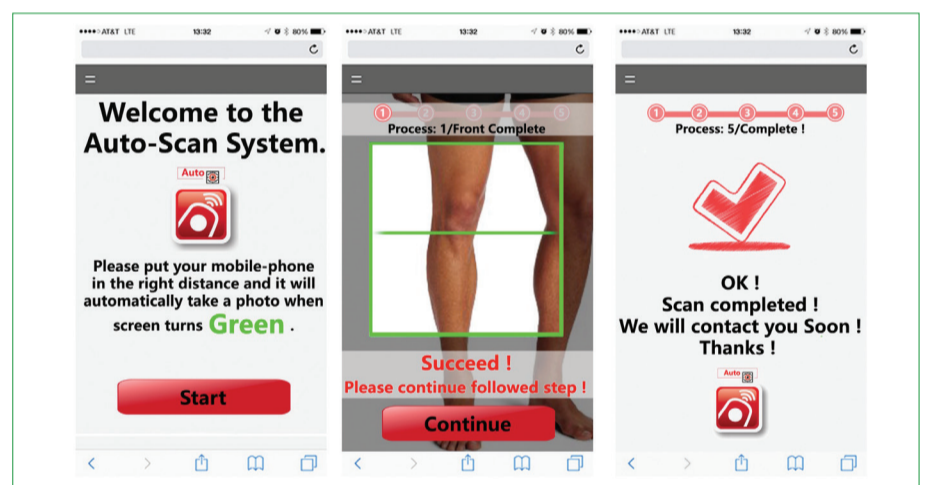 AT&T LTE 13:32 80%
Welcome to the
Auto-Scan System.
Auto
Please put your mobile-phone
in the right distance and it will
automatically take a photo when
screen turns Green .
Start
AT&T LTE 13:32 80%
1 2 3 4 5
Process: 1/Front Complete
Succeed !
Please continue followed step !
Continue
AT&T LTE 13:32 80%
1 2 3 4 5
Process: 5/Complete !
OK !
Scan completed !
We will contact you Soon !
Thanks !
Auto